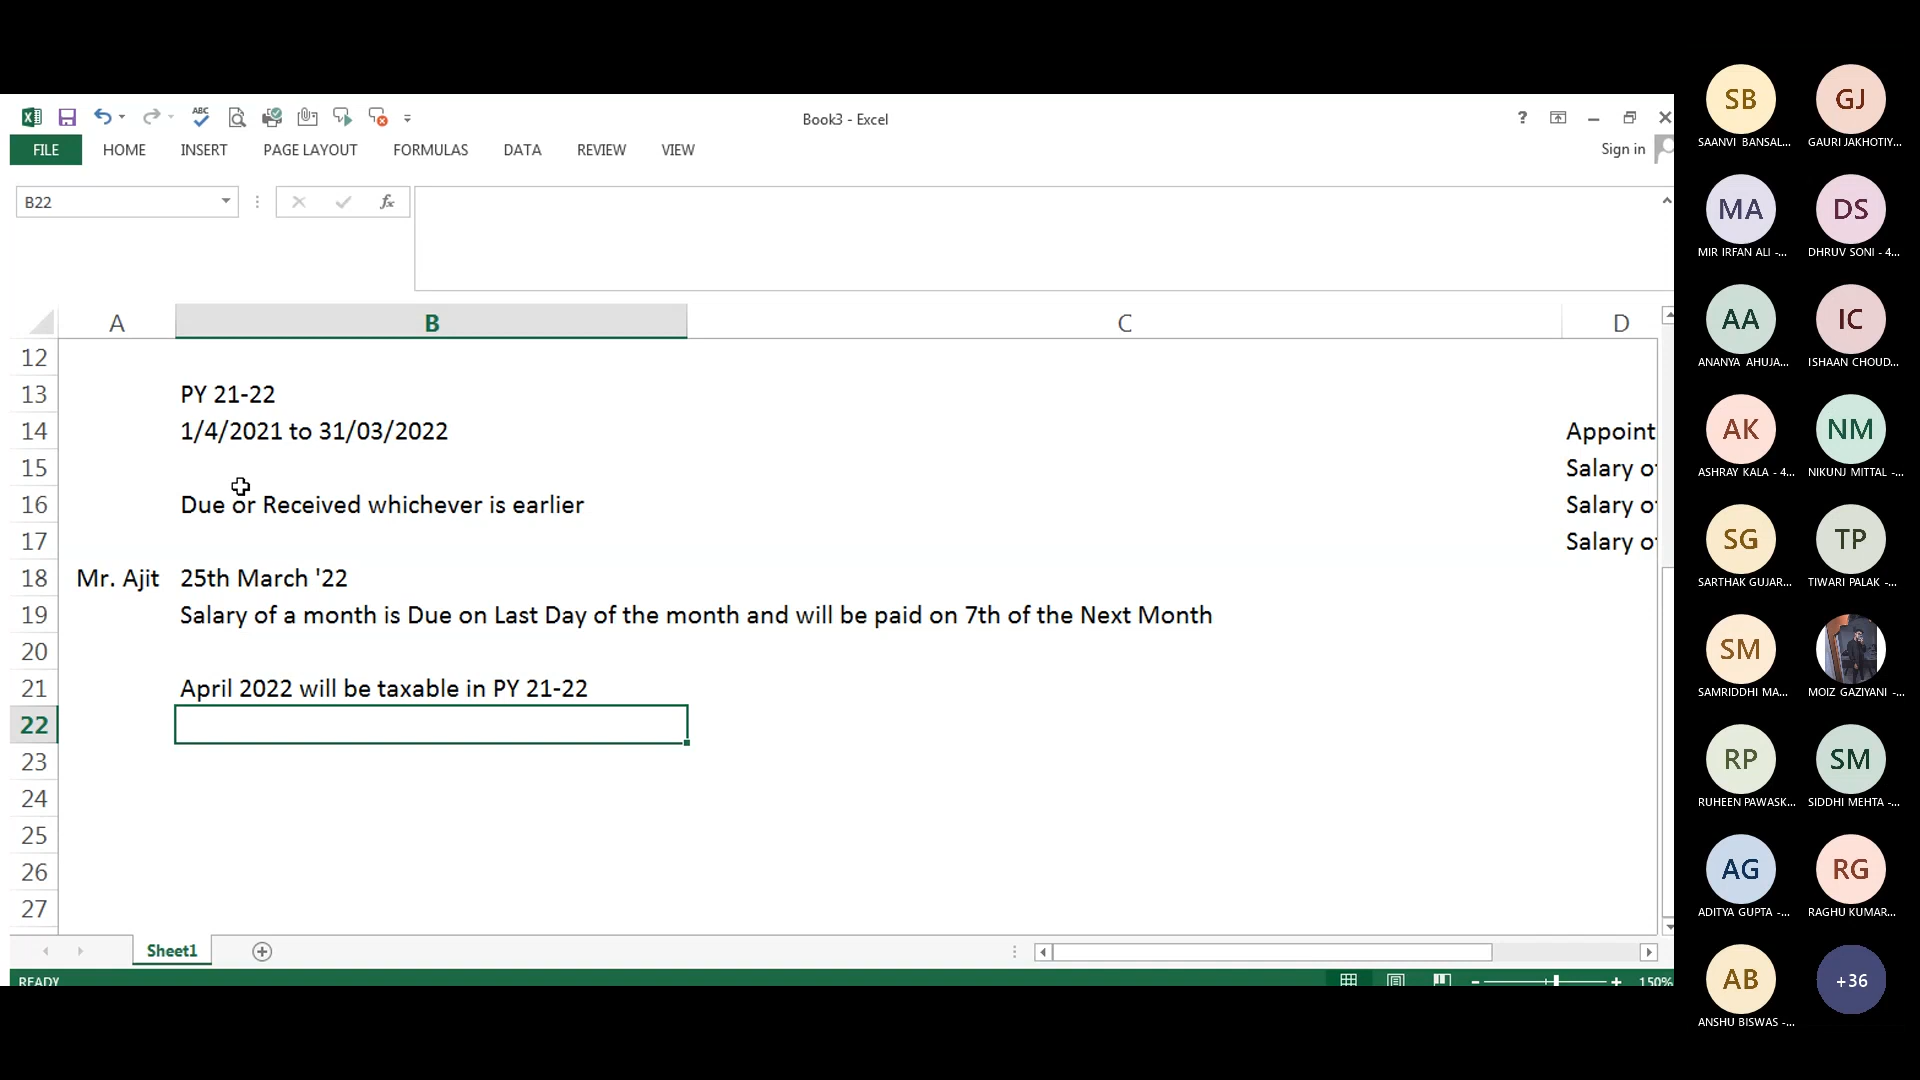 Book3 - Excel
FILE HOME INSERT PAGE LAYOUT FORMULAS DATA REVIEW VIEW
Sign in
B22
A B C D
12
13 PY 21-22
14 1/4/2021 to 31/03/2022 Appoint
15 Salary of
16 Due or Received whichever is earlier Salary of
17 Salary of
18 Mr. Ajit 25th March '22
19 Salary of a month is Due on Last Day of the month and will be paid on 7th of the Next Month
20
21 April 2022 will be taxable in PY 21-22
22
23
24
25
26
27
Sheet1
READY 150%
SB GJ
SAANVI BANSAL... GAURI JAKHOTIY...
MA DS
MIR IRFAN ALI -... DHRUV SONI - 4...
AA IC
ANANYA AHUJA... ISHAAN CHOUD...
AK NM
ASHRAY KALA - 4... NIKUNJ MITTAL -...
SG TP
SARTHAK GUJAR... TIWARI PALAK -...
SM
SAMRIDDHI MA... MOIZ GAZIYANI -...
RP SM
RUHEEN PAWASK... SIDDHI MEHTA -...
AG RG
ADITYA GUPTA -... RAGHU KUMAR...
AB +36
ANSHU BISWAS -...